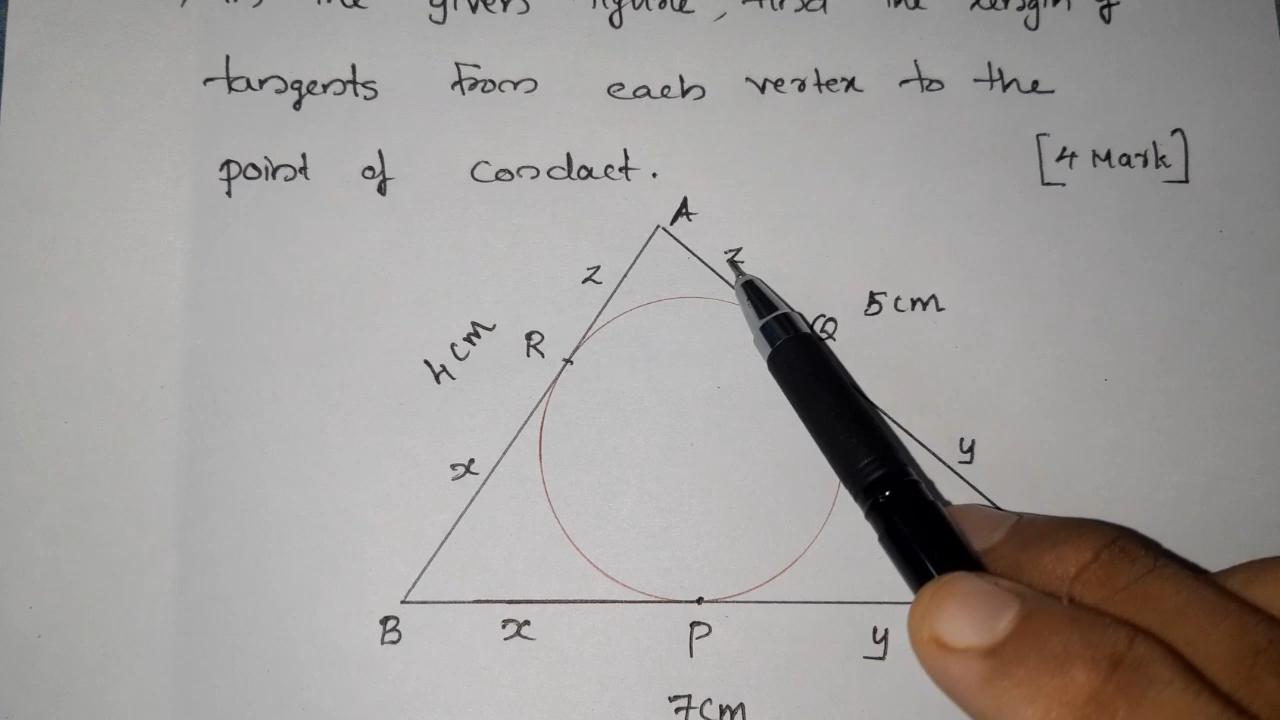 tangents from each vertex to the
point of condact.
[4 Mark]
A
z
z
5cm
Q
R
4cm
y
x
B
x
P
y
7cm